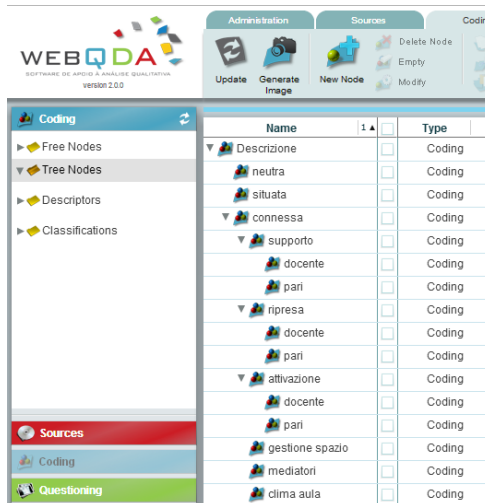 Administration Sources Codin
WEBQDA
SOFTWARE DE APOIO À ANÁLISE QUALITATIVA
version 2.0.0
Update
Generate Image
New Node
Delete Node
Empty
Modify
Coding
Free Nodes
Tree Nodes
Descriptors
Classifications
Sources
Coding
Questioning
Name 1 Type
Descrizione Coding
neutra Coding
situata Coding
connessa Coding
supporto Coding
docente Coding
pari Coding
ripresa Coding
docente Coding
pari Coding
attivazione Coding
docente Coding
pari Coding
gestione spazio Coding
mediatori Coding
clima aula Coding